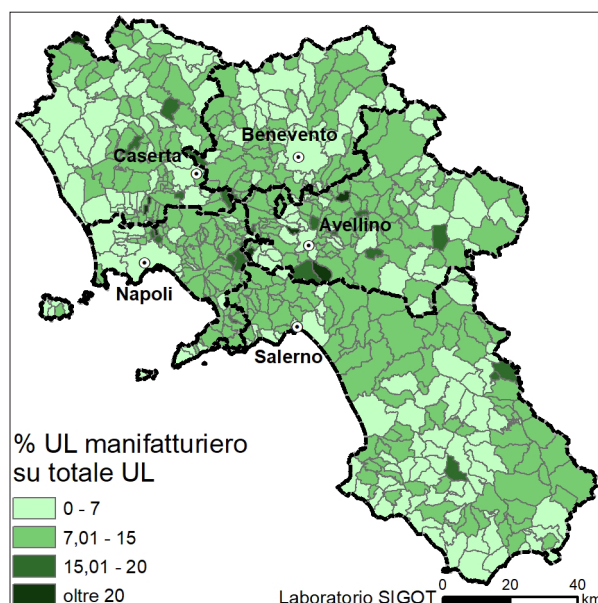 Benevento
Caserta
Avellino
Napoli
Salerno
% UL manifatturiero
su totale UL
0 - 7
7,01 - 15
15,01 - 20
oltre 20
Laboratorio SIGOT
0 20 40
km